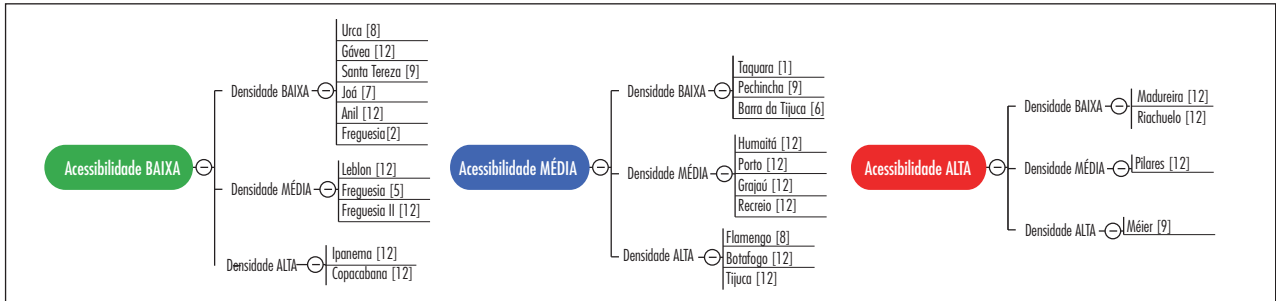 Acessibilidade BAIXA
Densidade BAIXA
Urca [8]
Gávea [12]
Santa Tereza [9]
Joá [7]
Anil [12]
Freguesia[2]
Densidade MÉDIA
Leblon [12]
Freguesia [5]
Freguesia II [12]
Densidade ALTA
Ipanema [12]
Copacabana [12]
Acessibilidade MÉDIA
Densidade BAIXA
Taquara [1]
Pechincha [9]
Barra da Tijuca [6]
Densidade MÉDIA
Humaitá [12]
Porto [12]
Grajaú [12]
Recreio [12]
Densidade ALTA
Flamengo [8]
Botafogo [12]
Tijuca [12]
Acessibilidade ALTA
Densidade BAIXA
Madureira [12]
Riachuelo [12]
Densidade MÉDIA
Pilares [12]
Densidade ALTA
Méier [9]